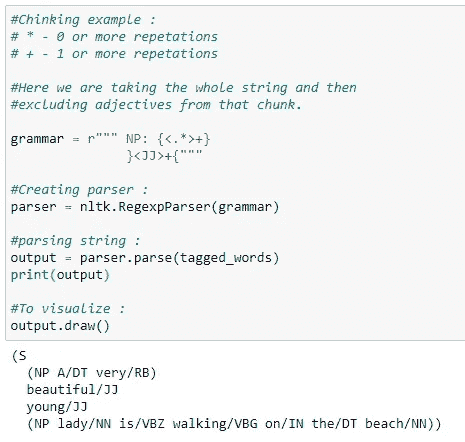 #Chinking example :
# * - 0 or more repetations
# + - 1 or more repetations
#Here we are taking the whole string and then
#excluding adjectives from that chunk.
grammar = r""" NP: {<.*>+}
}<JJ>+{"""
#Creating parser :
parser = nltk.RegexpParser(grammar)
#parsing string :
output = parser.parse(tagged_words)
print(output)
#To visualize :
output.draw()
(S
(NP A/DT very/RB)
beautiful/JJ
young/JJ
(NP lady/NN is/VBZ walking/VBG on/IN the/DT beach/NN))